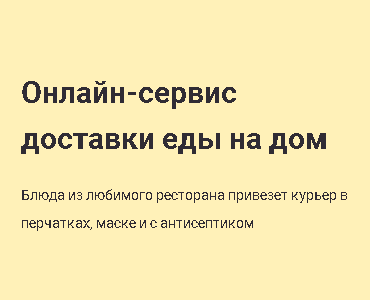 Онлайн-сервис
доставки еды на дом
Блюда из любимого ресторана привезет курьер в
перчатках, маске и с антисептиком